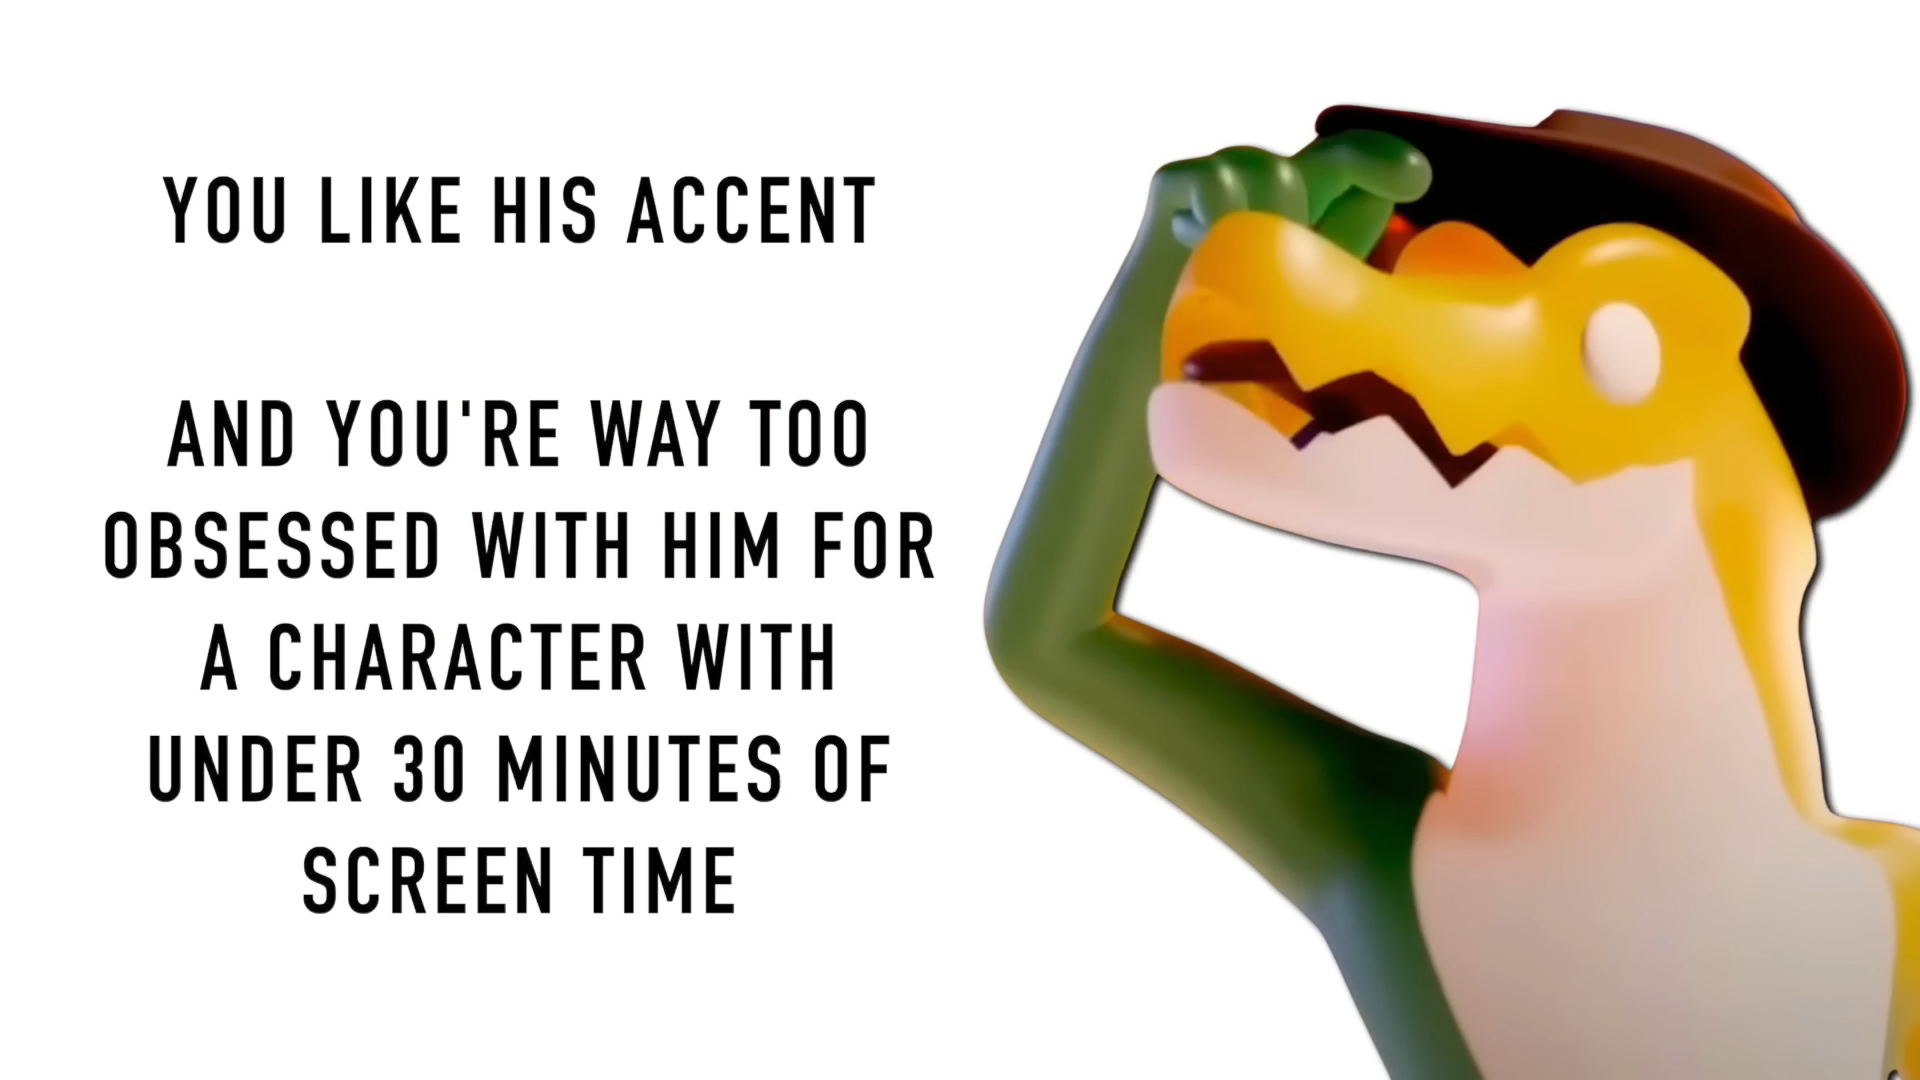 YOU LIKE HIS ACCENT
AND YOU'RE WAY TOO
OBSESSED WITH HIM FOR
A CHARACTER WITH
UNDER 30 MINUTES OF
SCREEN TIME